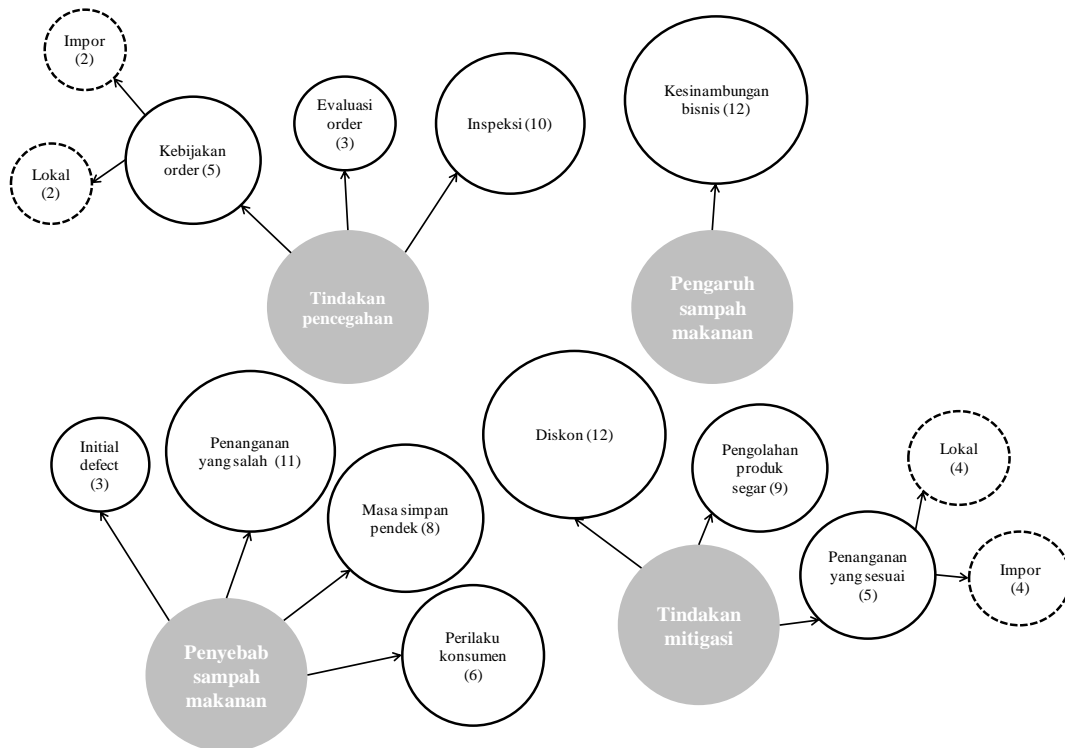 Impor
(2)
Lokal
(2)
Kebijakan
order (5)
Evaluasi
order
(3)
Inspeksi (10)
Tindakan
pencegahan
Kesinambungan
bisnis (12)
Pengaruh
sampah
makanan
Initial
defect
(3)
Penanganan
yang salah (11)
Masa simpan
pendek (8)
Perilaku
konsumen
(6)
Penyebab
sampah
makanan
Diskon (12)
Pengolahan
produk
segar (9)
Penanganan
yang sesuai
(5)
Lokal
(4)
Impor
(4)
Tindakan
mitigasi